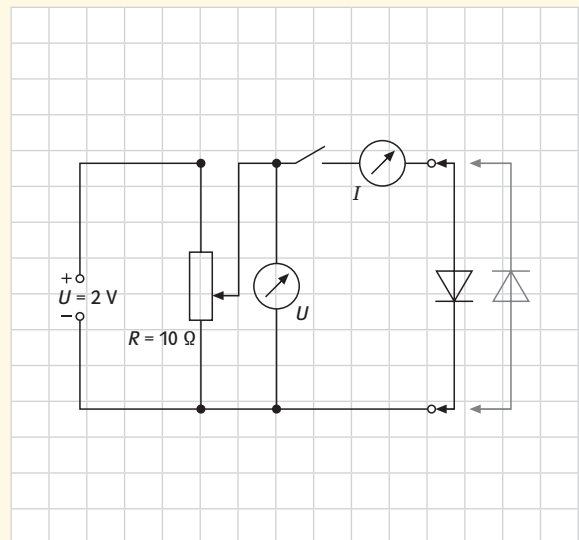 I
+
U = 2 V
−
U
R = 10 Ω